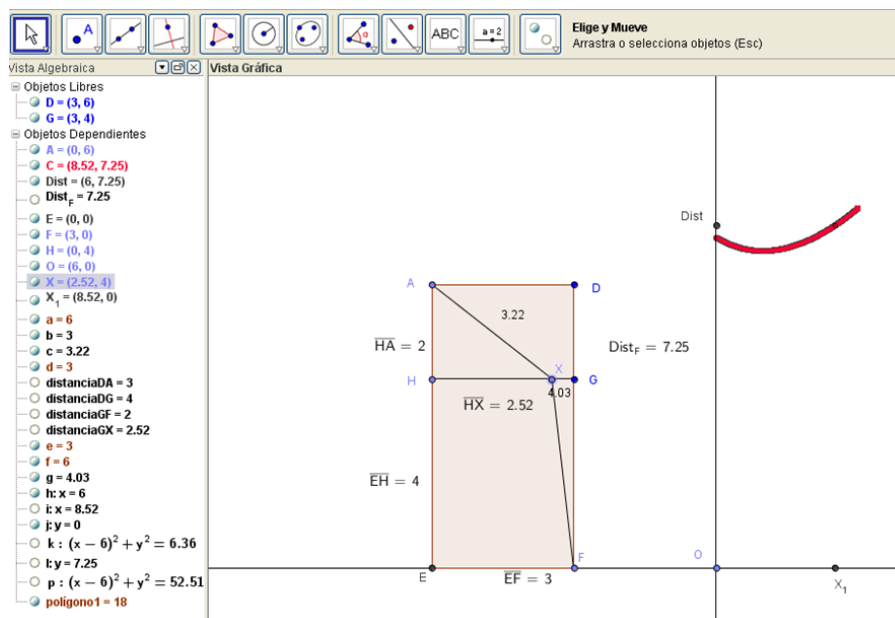 A
α
ABC
a=2
Elige y Mueve
Arrastra o selecciona objetos (Esc)
Vista Algebraica
Vista Gráfica
Objetos Libres
D = (3, 6)
G = (3, 4)
Objetos Dependientes
A = (0, 6)
C = (8.52, 7.25)
Dist = (6, 7.25)
Dist_F = 7.25
E = (0, 0)
F = (3, 0)
H = (0, 4)
O = (6, 0)
X = (2.52, 4)
X_1 = (8.52, 0)
a = 6
b = 3
c = 3.22
d = 3
distanciaDA = 3
distanciaDG = 4
distanciaGF = 2
distanciaGX = 2.52
e = 3
f = 6
g = 4.03
h: x = 6
i: x = 8.52
j: y = 0
k : (x − 6)² + y² = 6.36
l: y = 7.25
p : (x − 6)² + y² = 52.51
polígono1 = 18
Dist
A
D
3.22
HA = 2
Dist_F = 7.25
X
H
G
4.03
HX = 2.52
EH = 4
F
O
E
EF = 3
X_1